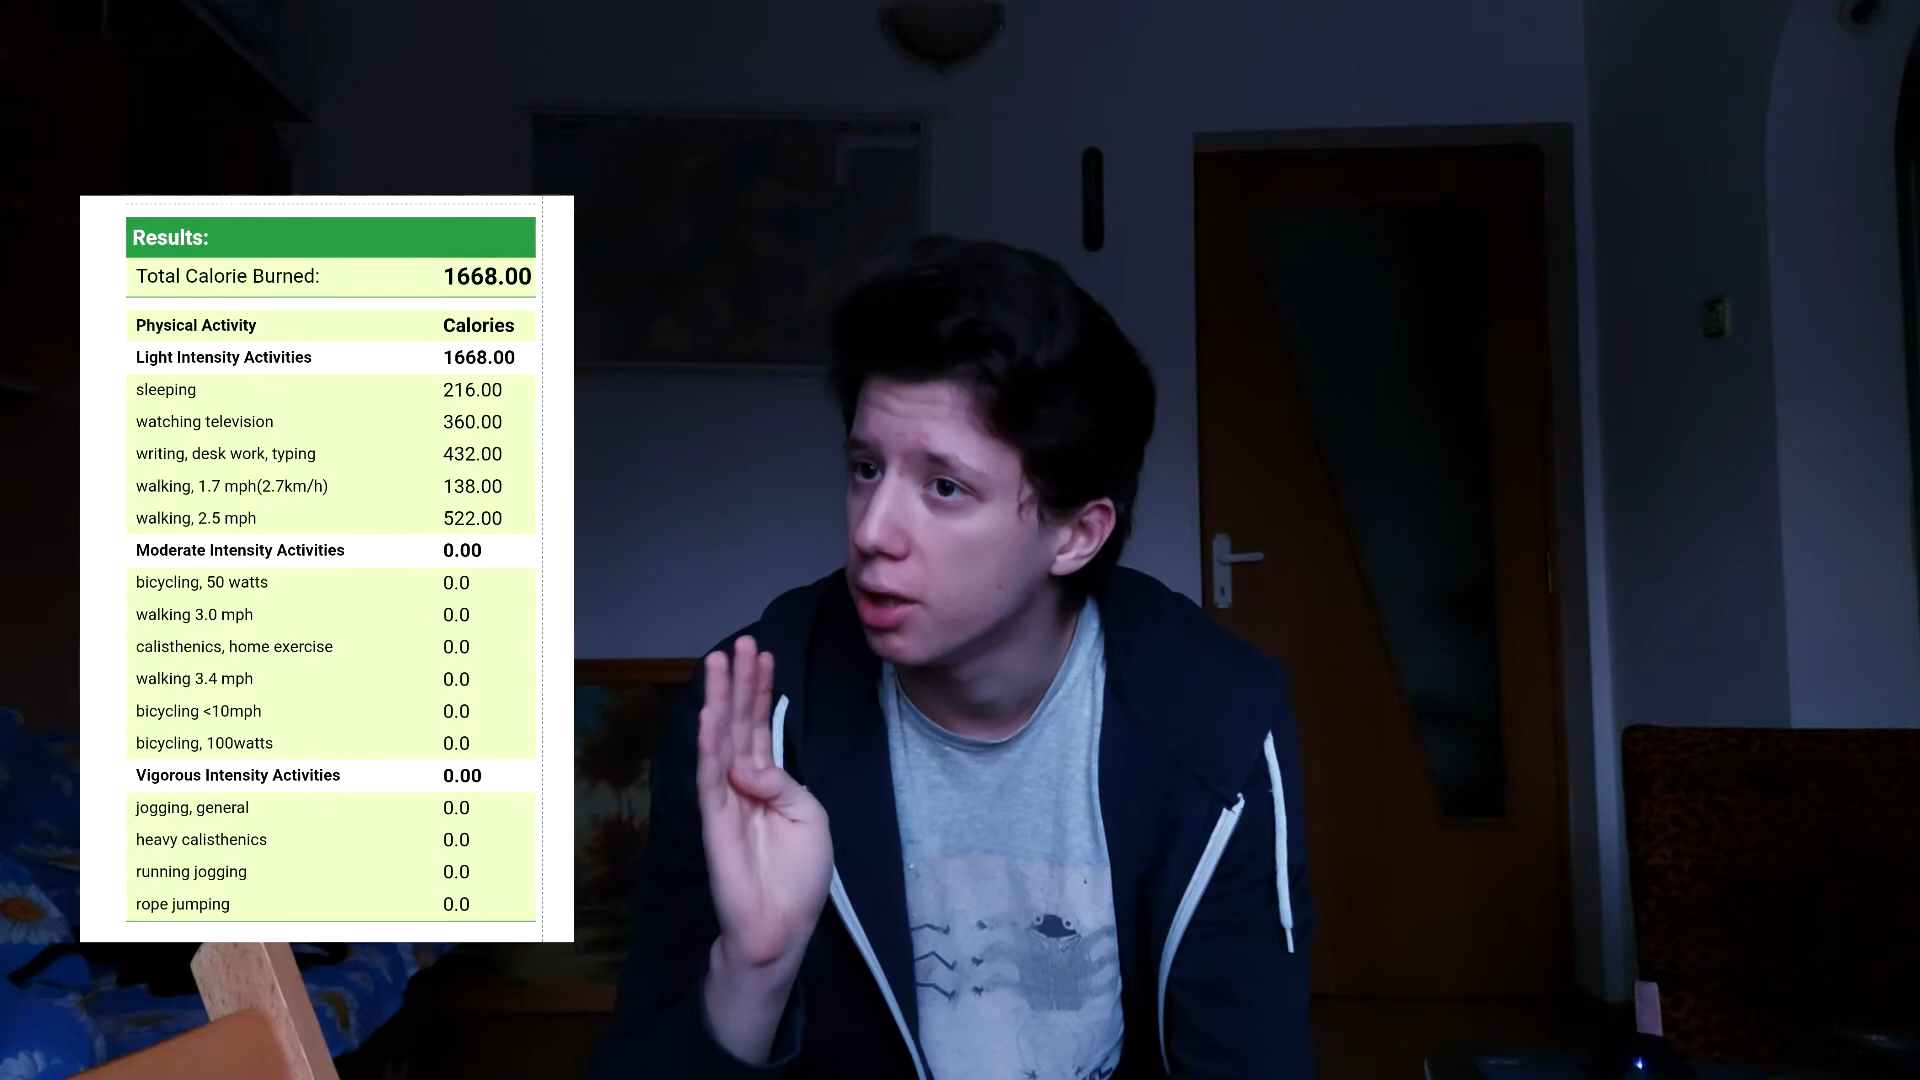 Results:
Total Calorie Burned: 1668.00
Physical Activity Calories
Light Intensity Activities 1668.00
sleeping 216.00
watching television 360.00
writing, desk work, typing 432.00
walking, 1.7 mph(2.7km/h) 138.00
walking, 2.5 mph 522.00
Moderate Intensity Activities 0.00
bicycling, 50 watts 0.0
walking 3.0 mph 0.0
calisthenics, home exercise 0.0
walking 3.4 mph 0.0
bicycling <10mph 0.0
bicycling, 100watts 0.0
Vigorous Intensity Activities 0.00
jogging, general 0.0
heavy calisthenics 0.0
running jogging 0.0
rope jumping 0.0